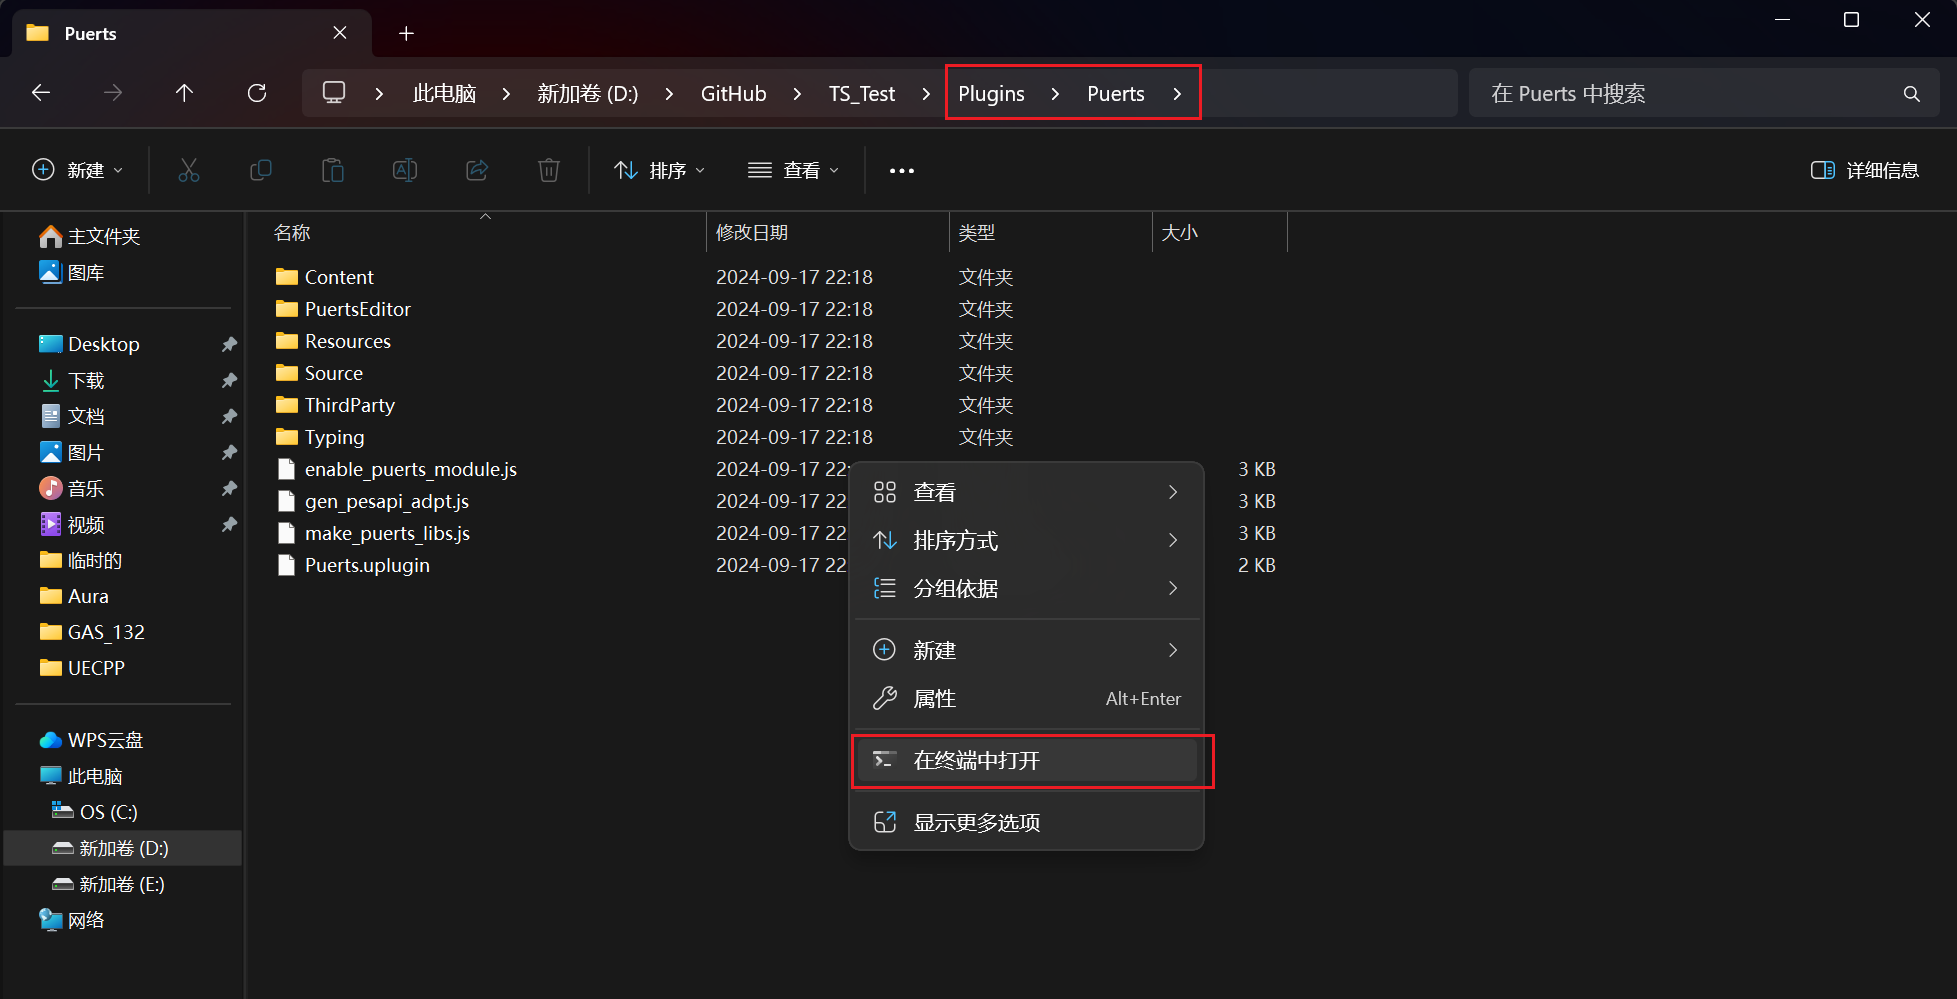 Puerts
此电脑 新加卷 (D:) GitHub TS_Test Plugins Puerts 在 Puerts 中搜索
新建 排序 查看 详细信息
主文件夹
图库
Desktop
下载
文档
图片
音乐
视频
临时的
Aura
GAS_132
UECPP
WPS云盘
此电脑
OS (C:)
新加卷 (D:)
新加卷 (E:)
网络
名称 修改日期 类型 大小
Content 2024-09-17 22:18 文件夹
PuertsEditor 2024-09-17 22:18 文件夹
Resources 2024-09-17 22:18 文件夹
Source 2024-09-17 22:18 文件夹
ThirdParty 2024-09-17 22:18 文件夹
Typing 2024-09-17 22:18 文件夹
enable_puerts_module.js 2024-09-17 22: 3 KB
gen_pesapi_adpt.js 2024-09-17 22 3 KB
make_puerts_libs.js 2024-09-17 22 3 KB
Puerts.uplugin 2024-09-17 22 2 KB
查看
排序方式
分组依据
新建
属性 Alt+Enter
在终端中打开
显示更多选项